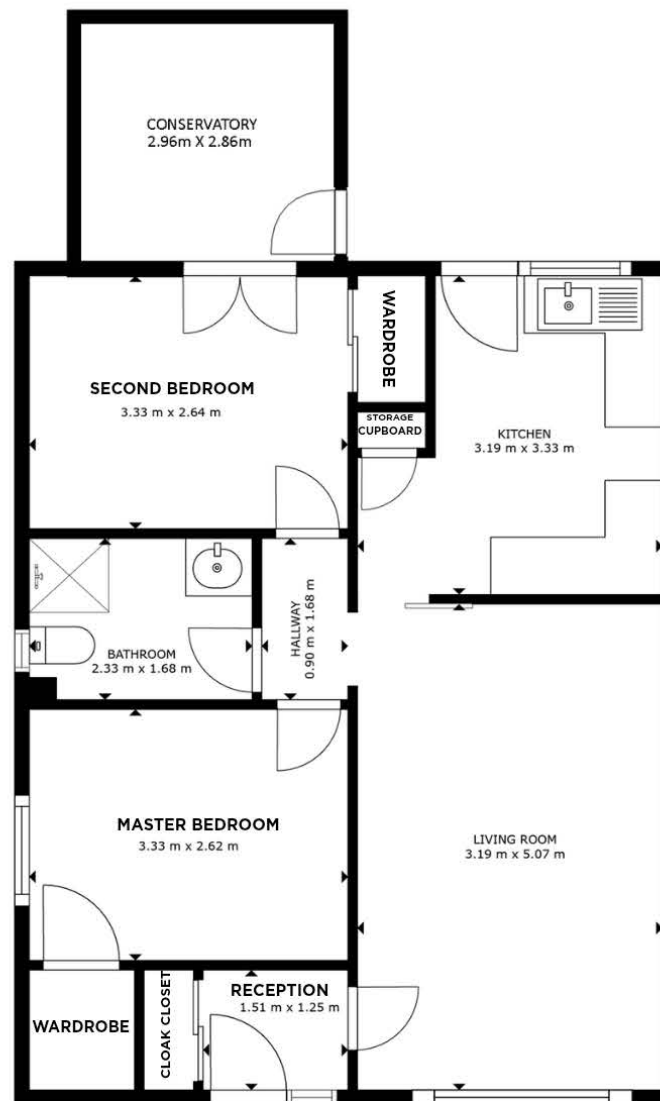 CONSERVATORY
2.96m X 2.86m
WARDROBE
SECOND BEDROOM
3.33 m x 2.64 m
STORAGE
CUPBOARD
KITCHEN
3.19 m x 3.33 m
HALLWAY
0.90 m x 1.68 m
BATHROOM
2.33 m x 1.68 m
MASTER BEDROOM
3.33 m x 2.62 m
LIVING ROOM
3.19 m x 5.07 m
WARDROBE
CLOAK CLOSET
RECEPTION
1.51 m x 1.25 m